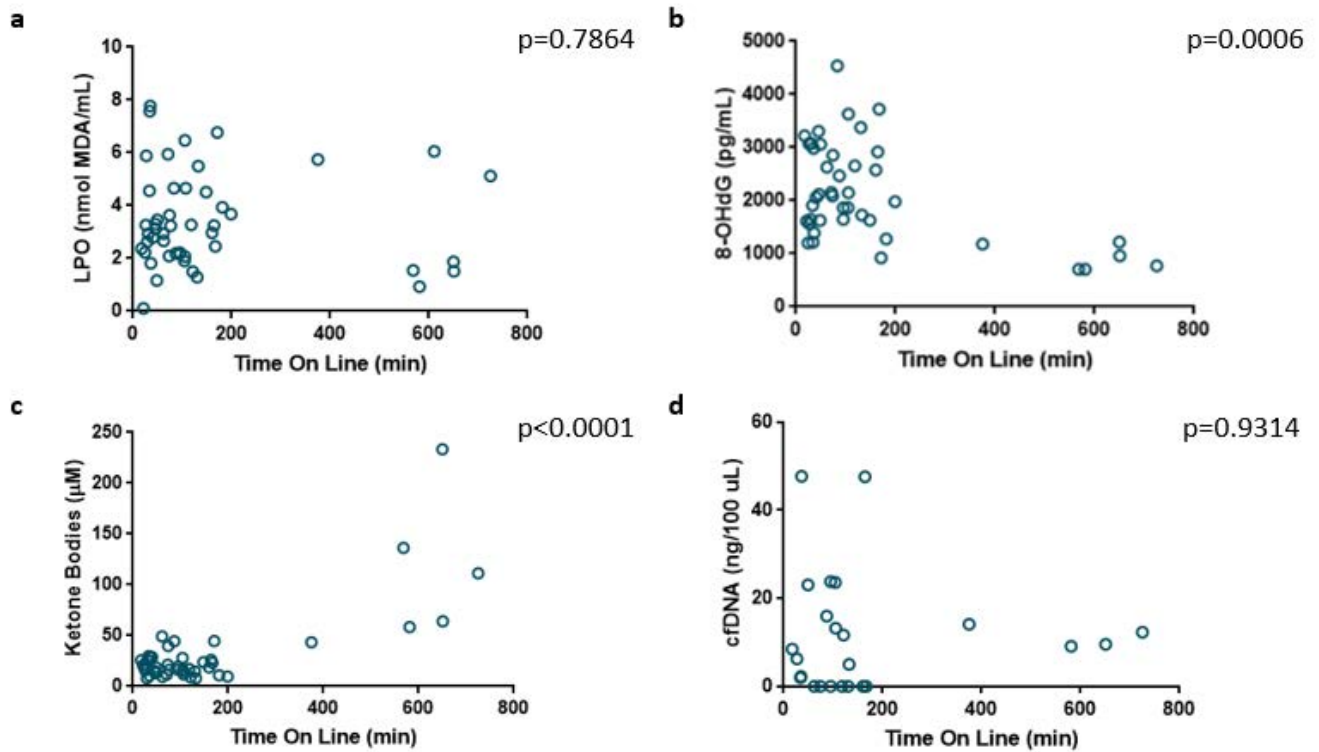 a
p=0.7864
LPO (nmol MDA/mL)
10
8
6
4
2
0
0 200 400 600 800
Time On Line (min)
b
p=0.0006
8-OHdG (pg/mL)
5000
4000
3000
2000
1000
0
0 200 400 600 800
Time On Line (min)
c
p<0.0001
Ketone Bodies (μM)
250
200
150
100
50
0
0 200 400 600 800
Time On Line (min)
d
p=0.9314
cfDNA (ng/100 uL)
60
40
20
0
0 200 400 600 800
Time On Line (min)